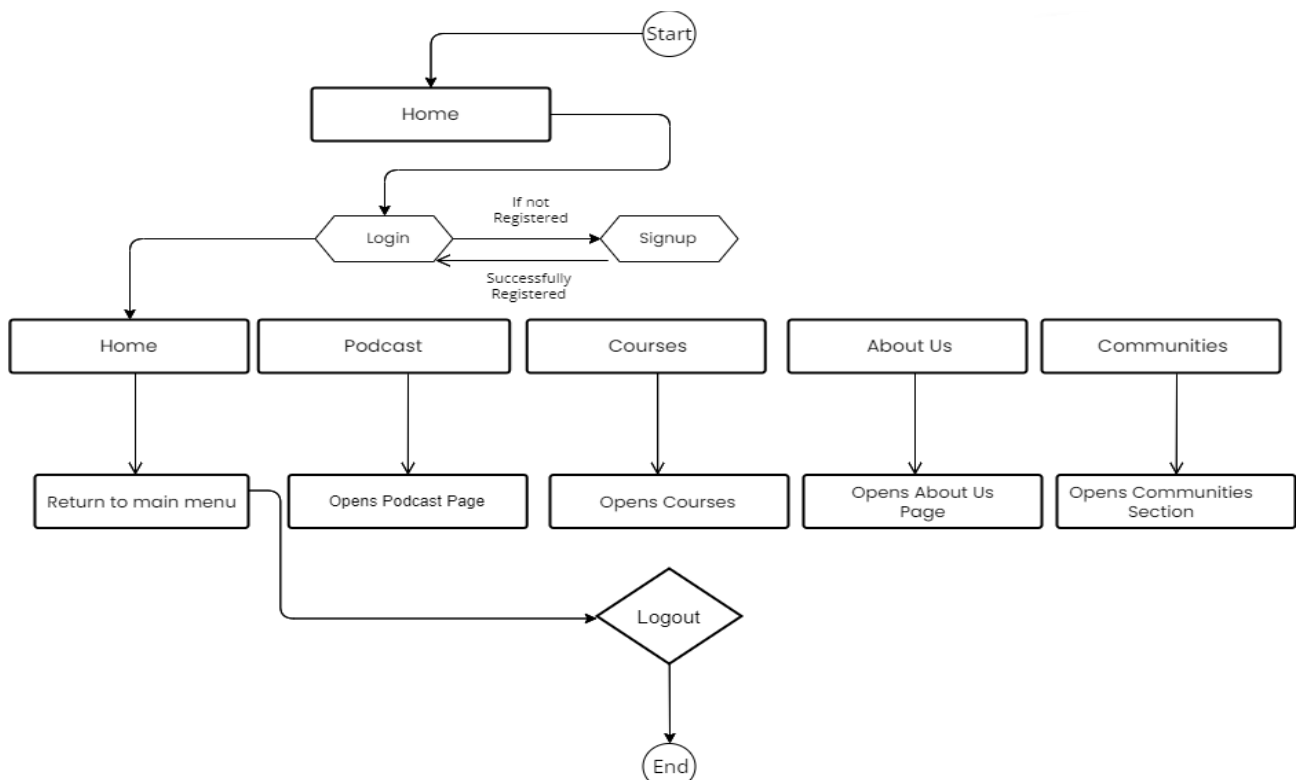 Start
Home
If not
Registered
Login
Signup
Successfully
Registered
Home
Podcast
Courses
About Us
Communities
Return to main menu
Opens Podcast Page
Opens Courses
Opens About Us
Page
Opens Communities
Section
Logout
End